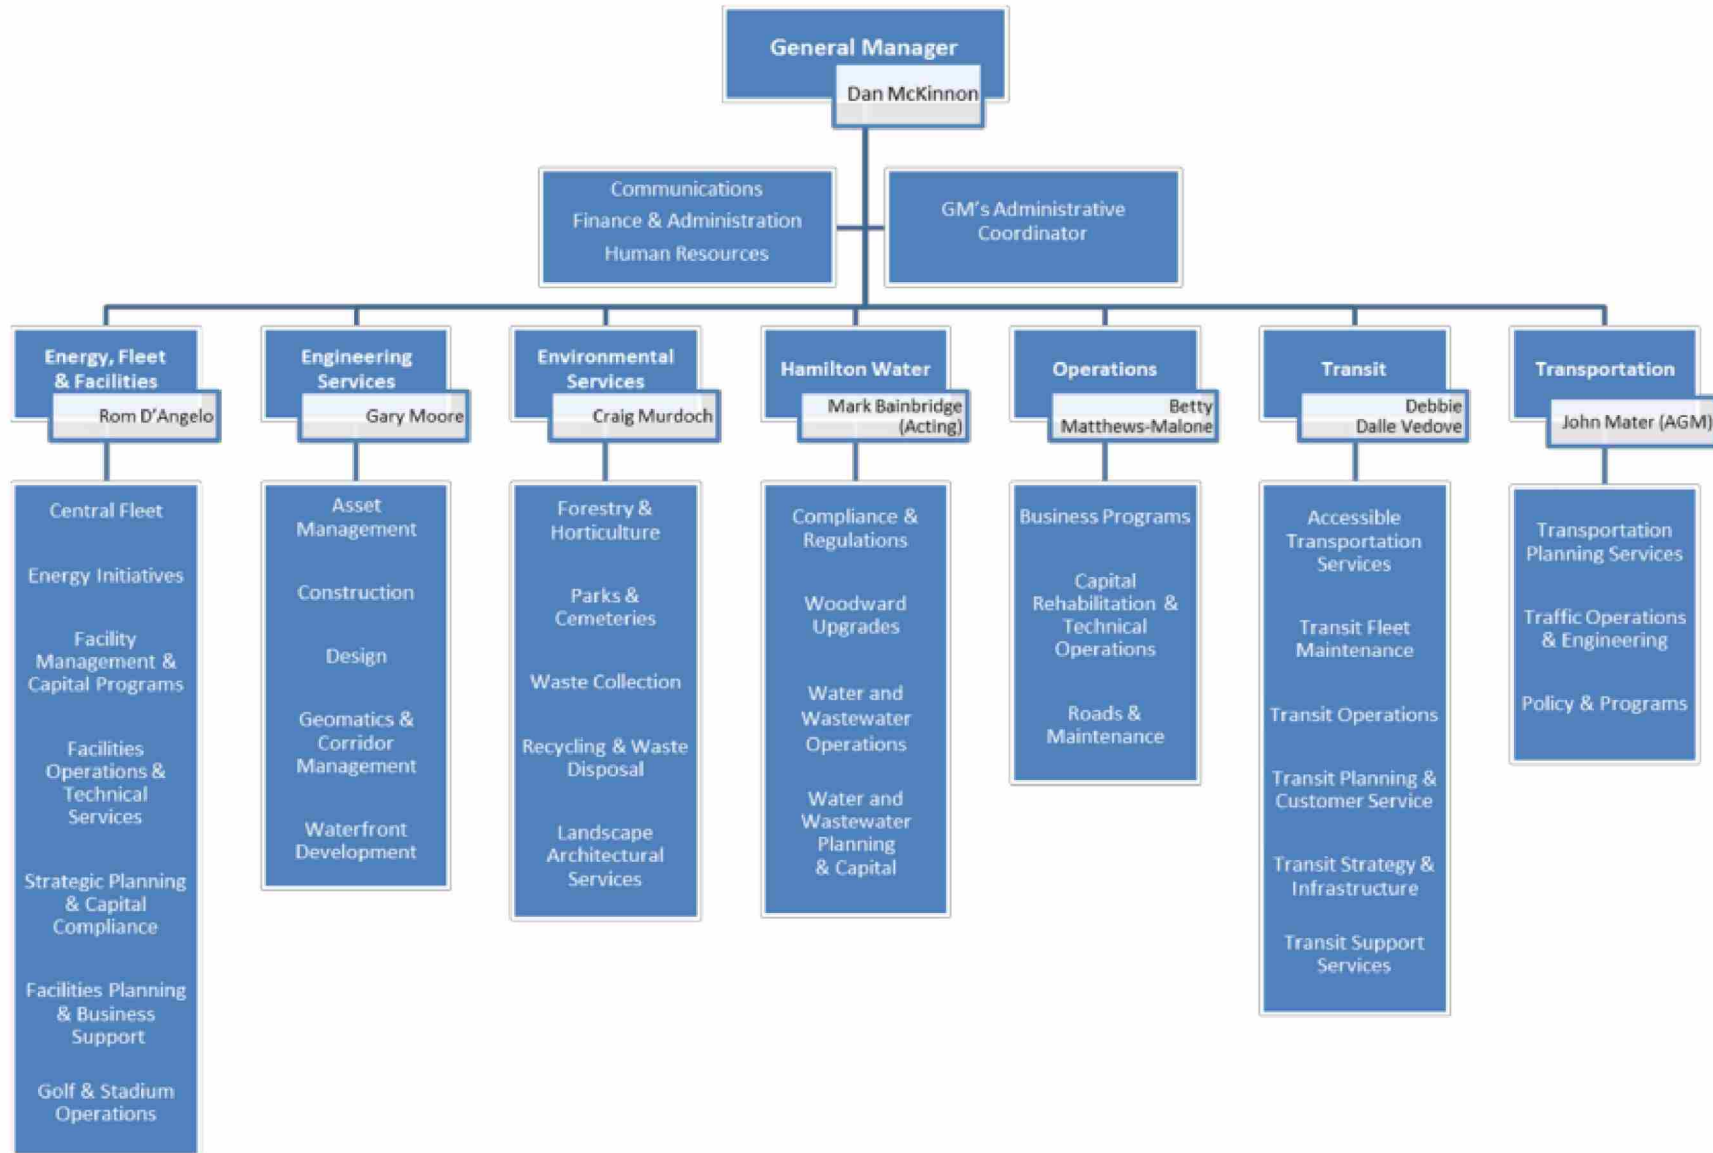 General Manager
Dan McKinnon
Communications
Finance & Administration
Human Resources
GM's Administrative
Coordinator
Energy, Fleet
& Facilities
Rom D'Angelo
Engineering
Services
Gary Moore
Environmental
Services
Craig Murdoch
Hamilton Water
Mark Bainbridge
(Acting)
Operations
Betty
Matthews-Malone
Transit
Debbie
Dalle Vedove
Transportation
John Mater (AGM)
Central Fleet
Energy Initiatives
Facility
Management &
Capital Programs
Facilities
Operations &
Technical
Services
Strategic Planning
& Capital
Compliance
Facilities Planning
& Business
Support
Golf & Stadium
Operations
Asset
Management
Construction
Design
Geomatics &
Corridor
Management
Waterfront
Development
Forestry &
Horticulture
Parks &
Cemeteries
Waste Collection
Recycling & Waste
Disposal
Landscape
Architectural
Services
Compliance &
Regulations
Woodward
Upgrades
Water and
Wastewater
Operations
Water and
Wastewater
Planning
& Capital
Business Programs
Capital
Rehabilitation &
Technical
Operations
Roads &
Maintenance
Accessible
Transportation
Services
Transit Fleet
Maintenance
Transit Operations
Transit Planning &
Customer Service
Transit Strategy &
Infrastructure
Transit Support
Services
Transportation
Planning Services
Traffic Operations
& Engineering
Policy & Programs